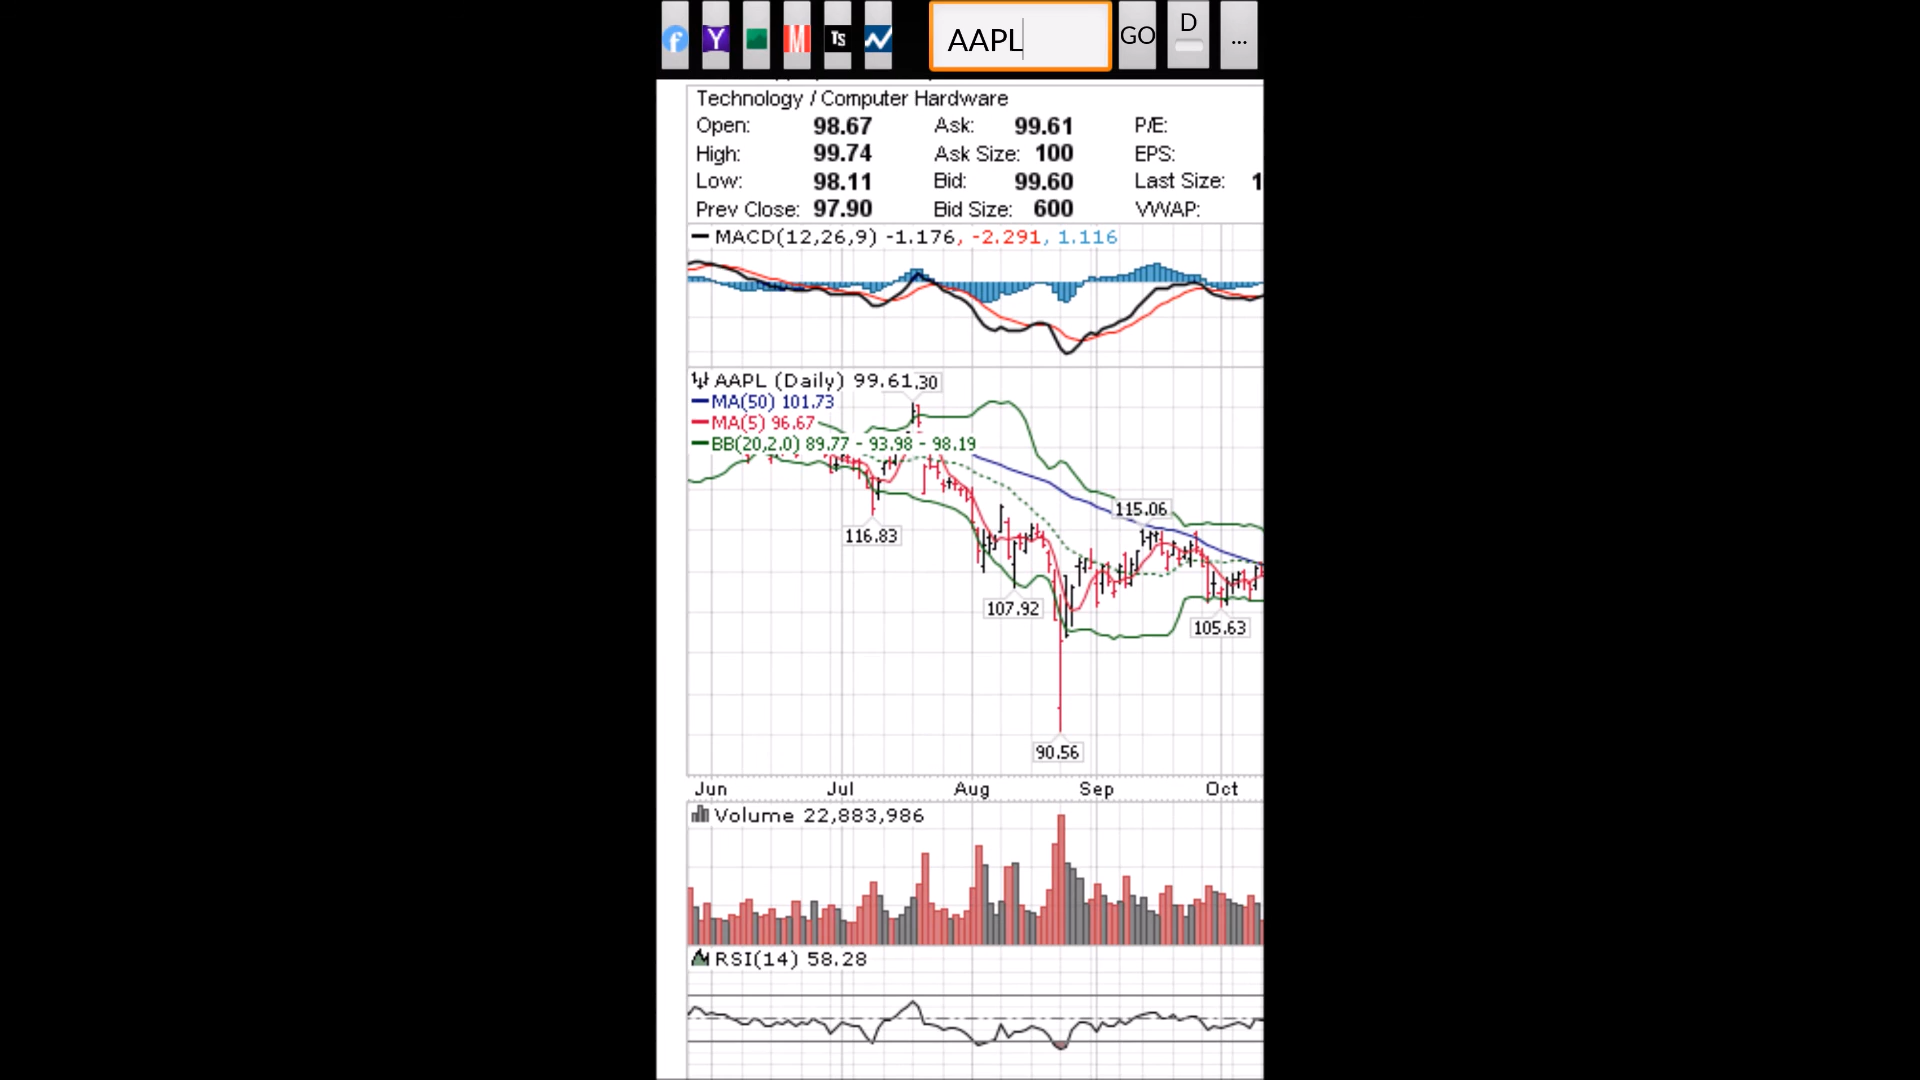 f Y M Ts AAPL GO D ...
Technology / Computer Hardware
Open: 98.67 Ask: 99.61 P/E:
High: 99.74 Ask Size: 100 EPS:
Low: 98.11 Bid: 99.60 Last Size: 1
Prev Close: 97.90 Bid Size: 600 VWAP:
MACD(12,26,9) -1.176, -2.291, 1.116
AAPL (Daily) 99.61
.30
MA(50) 101.73
MA(5) 96.67
BB(20,2.0) 89.77 - 93.98 - 98.19
115.06
116.83
107.92
105.63
90.56
Jun Jul Aug Sep Oct
Volume 22,883,986
RSI(14) 58.28